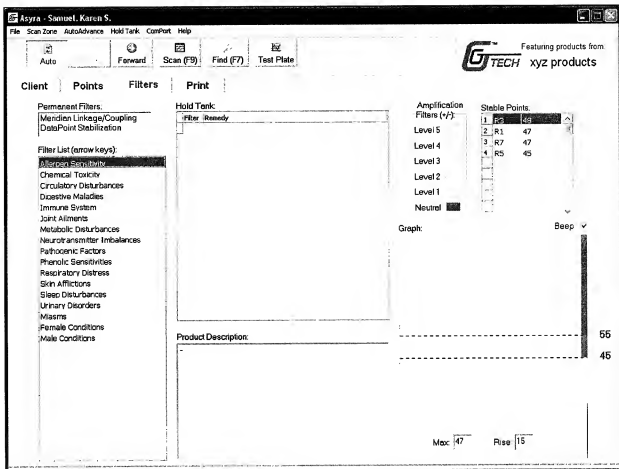 Asyra - Samuel, Karen S.
File Scan Zone AutoAdvance Hold Tank ComPort Help
Auto Forward Scan (F9) Find (F7) Test Plate
GTECH
Featuring products from:
xyz products
Client Points Filters Print
Permanent Filters:
Meridian Linkage/Coupling
DataPoint Stabilization
Filter List (arrow keys):
Allergen Sensitivity
Chemical Toxicity
Circulatory Disturbances
Digestive Maladies
Immune System
Joint Ailments
Metabolic Disturbances
Neurotransmitter Imbalances
Pathogenic Factors
Phenolic Sensitivities
Respiratory Distress
Skin Afflictions
Sleep Disturbances
Urinary Disorders
Miasms
Female Conditions
Male Conditions
Hold Tank:
Filter Remedy
Product Description:
Amplification
Filters (+/-):
Level 5
Level 4
Level 3
Level 2
Level 1
Neutral
Stable Points:
1 R3 49
2 R1 47
3 R7 47
4 R5 45
Graph:
Beep
55
45
Max: 47 Rise: 15